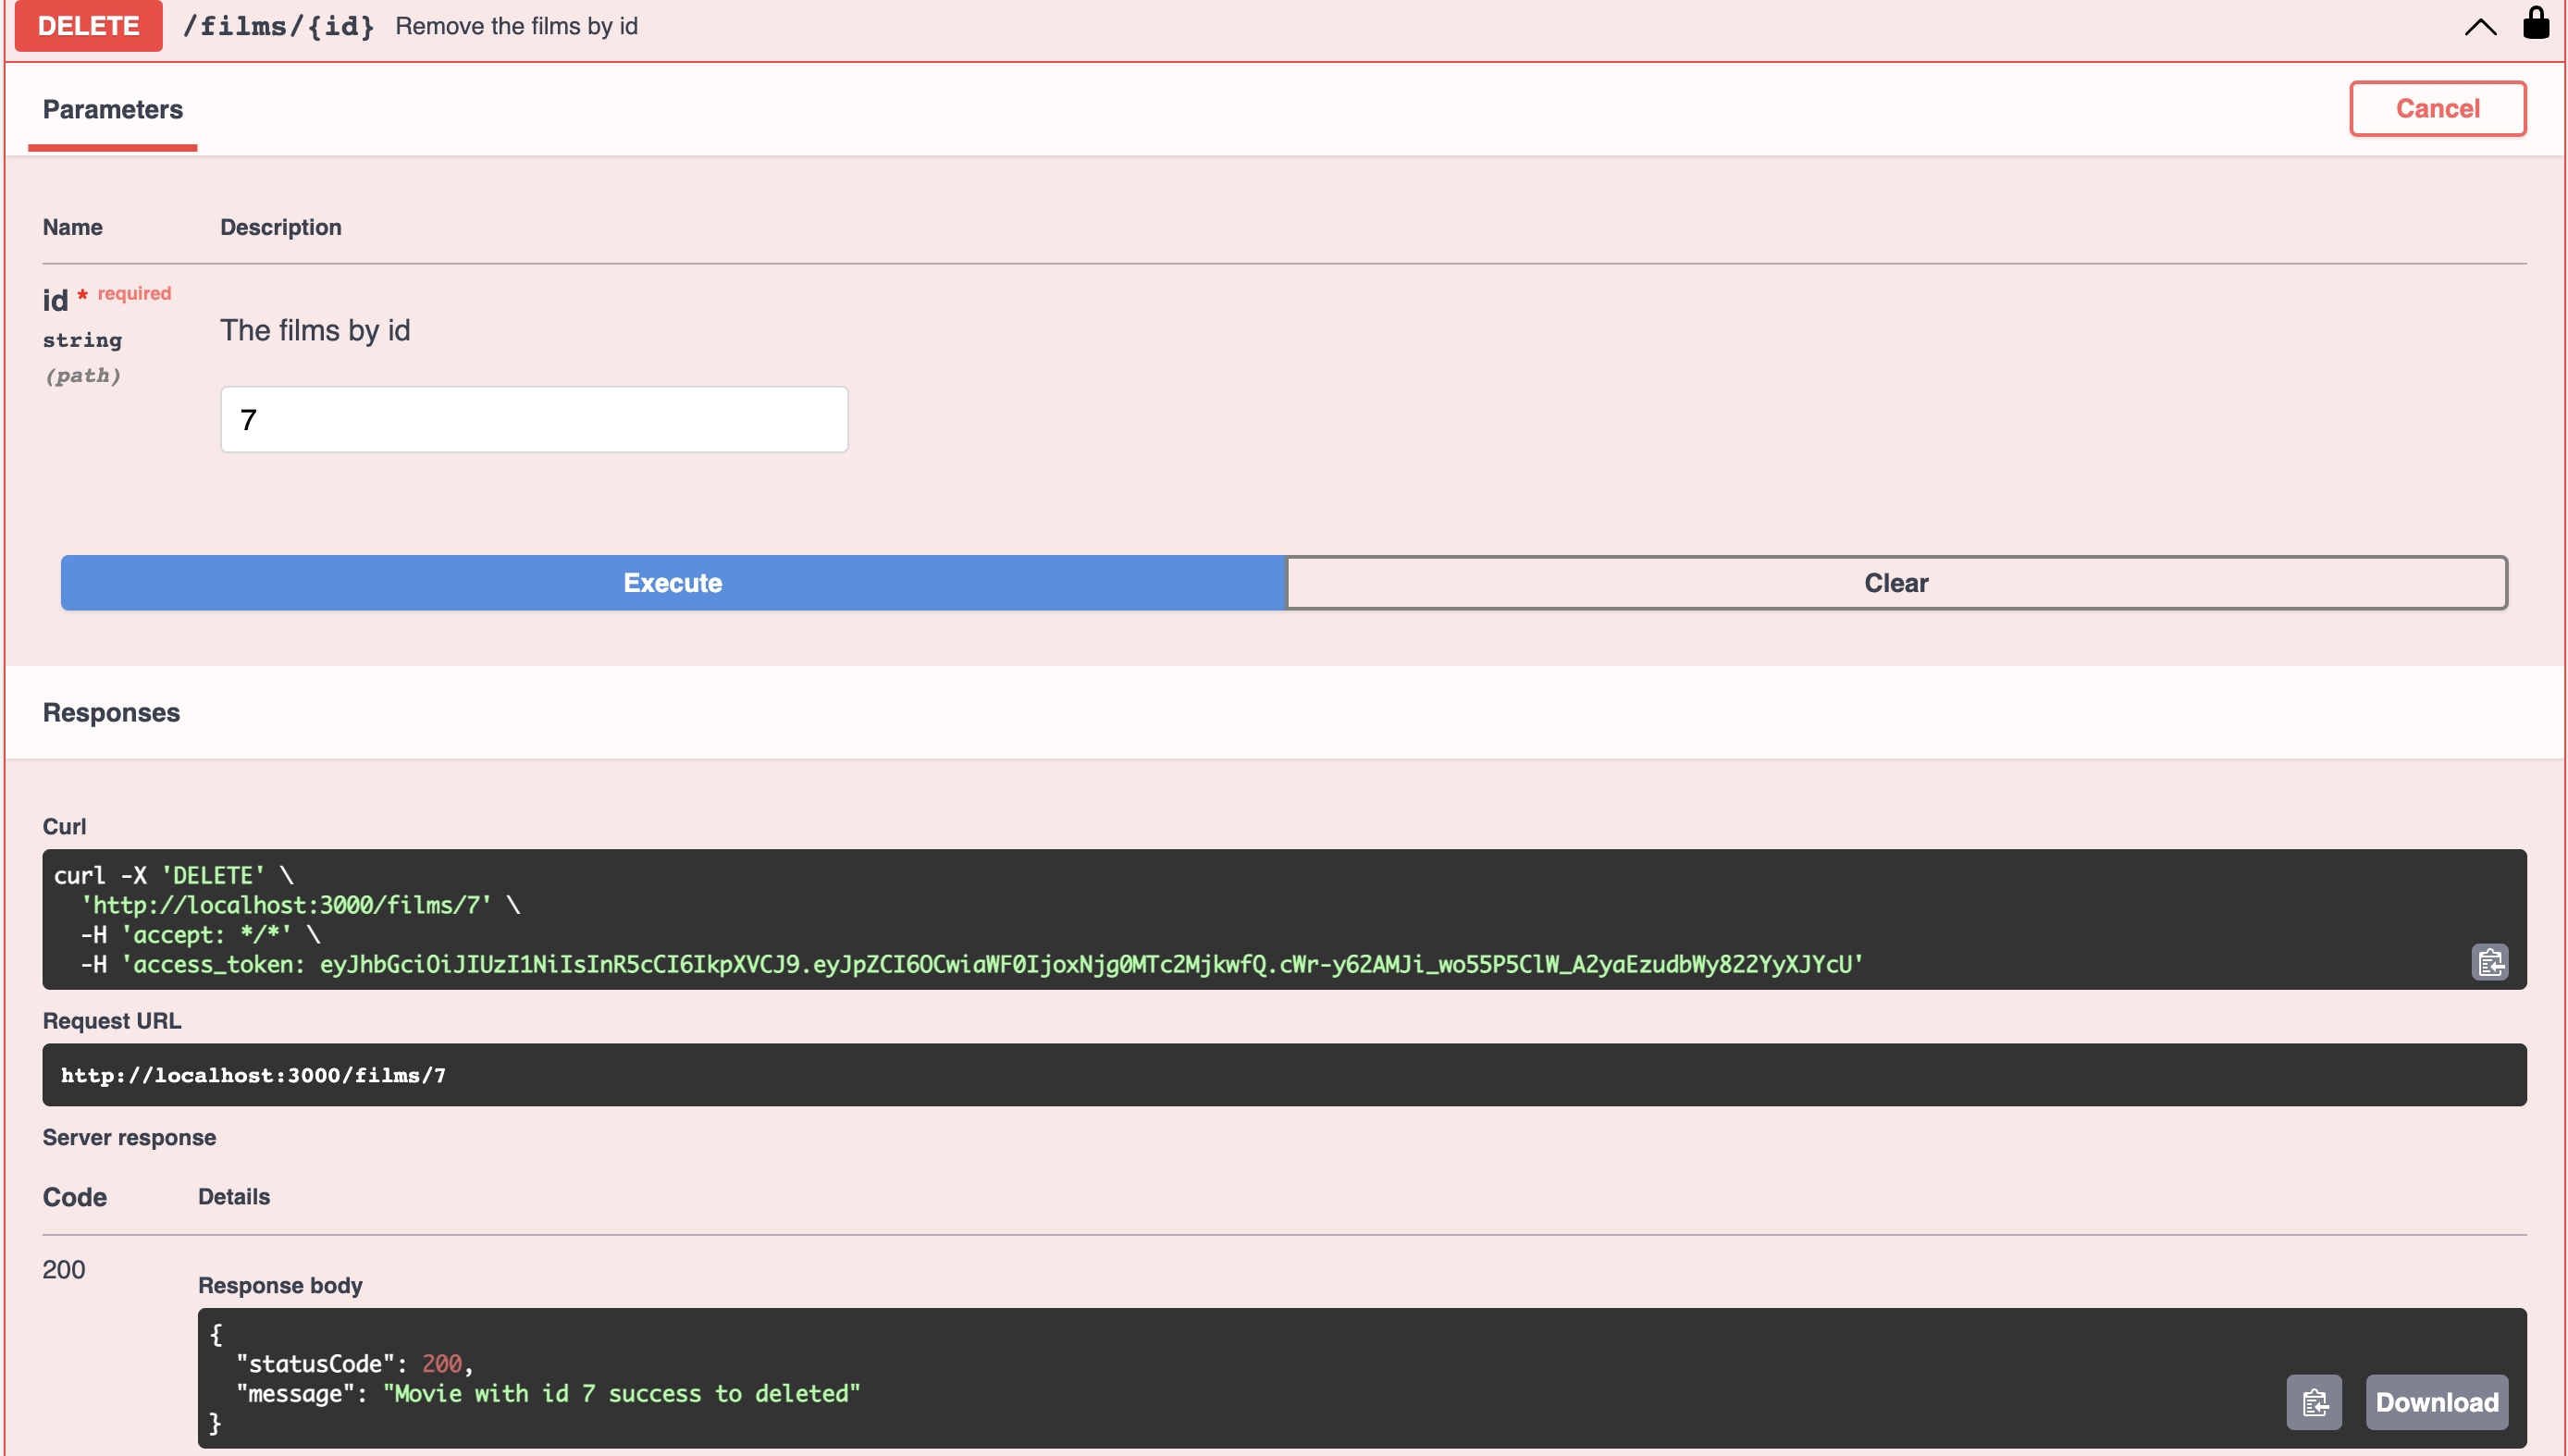 DELETE /films/{id} Remove the films by id
Parameters
Cancel
Name Description
id * required
string
(path)
The films by id
7
Execute Clear
Responses
Curl
curl -X 'DELETE' \
'http://localhost:3000/films/7' \
-H 'accept: */*' \
-H 'access_token: eyJhbGciOiJIUzI1NiIsInR5cCI6IkpXVCJ9.eyJpZCI6OCwiaWF0IjoxNjg0MTc2MjkwfQ.cWr-y62AMJi_wo55P5ClW_A2yaEzudbWy822YyXJYcU'
Request URL
http://localhost:3000/films/7
Server response
Code Details
200
Response body
{
"statusCode": 200,
"message": "Movie with id 7 success to deleted"
}
Download